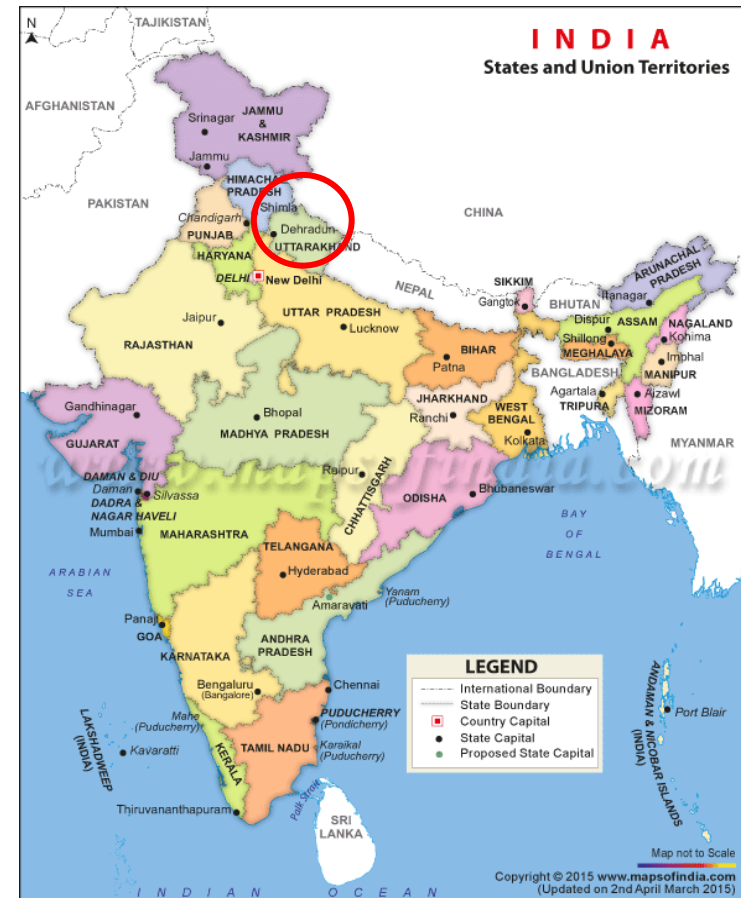 N
TAJIKISTAN
I N D I A
States and Union Territories
AFGHANISTAN
JAMMU
&
KASHMIR
Srinagar
Jammu
HIMACHAL
PRADESH
Shimla
PAKISTAN
CHINA
Chandigarh
PUNJAB
Dehradun
UTTARAKHAND
HARYANA
DELHI
New Delhi
NEPAL
SIKKIM
Gangtok
BHUTAN
ARUNACHAL
PRADESH
Itanagar
Dispur
ASSAM
NAGALAND
Kohima
Shillong
MEGHALAYA
Imphal
MANIPUR
BANGLADESH
Agartala
TRIPURA
Aizawl
MIZORAM
MYANMAR
Jaipur
RAJASTHAN
UTTAR PRADESH
Lucknow
BIHAR
Patna
JHARKHAND
Ranchi
WEST
BENGAL
Kolkata
Gandhinagar
GUJARAT
Bhopal
MADHYA PRADESH
www.mapsofindia.com
Raipur
CHHATTISGARH
ODISHA
Bhubaneswar
DAMAN & DIU
Daman
Silvassa
DADRA &
NAGAR HAVELI
Mumbai
MAHARASHTRA
TELANGANA
Hyderabad
BAY
OF
BENGAL
ARABIAN
SEA
Yanam
(Puducherry)
Amaravati
Panaji
GOA
KARNATAKA
ANDHRA
PRADESH
Bengaluru
(Bangalore)
Chennai
Mahe
(Puducherry)
PUDUCHERRY
(Pondicherry)
Karaikal
(Puducherry)
TAMIL NADU
KERALA
LAKSHADWEEP
(INDIA)
Kavaratti
Thiruvananthapuram
Palk Strait
SRI
LANKA
ANDAMAN & NICOBAR ISLANDS
(INDIA)
Port Blair
LEGEND
International Boundary
State Boundary
Country Capital
State Capital
Proposed State Capital
Map not to Scale
Copyright © 2015 www.mapsofindia.com
(Updated on 2nd April March 2015)
I N D I A N O C E A N